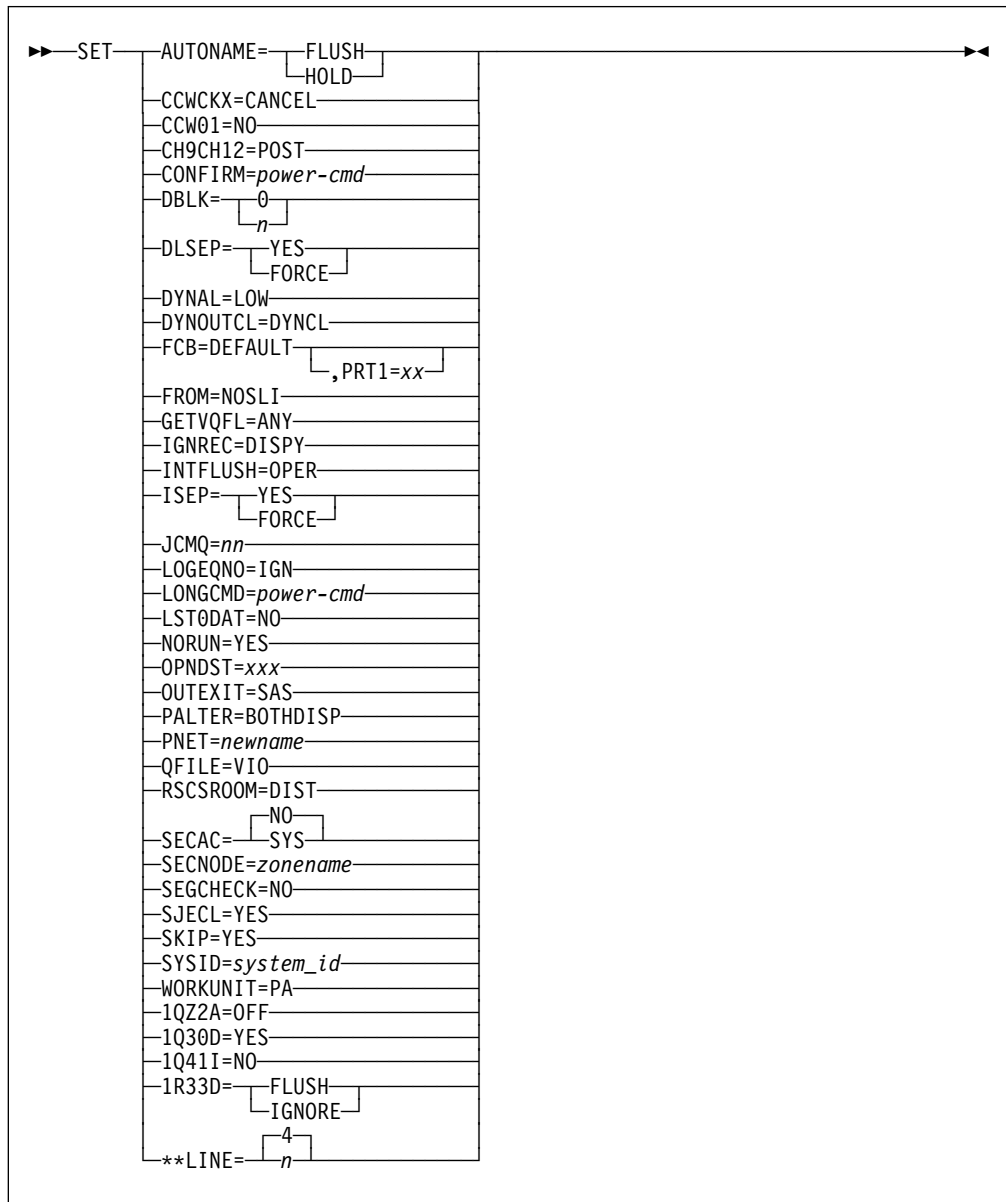 SET AUTONAME= FLUSH
HOLD
CCWCKX=CANCEL
CCW01=NO
CH9CH12=POST
CONFIRM=power-cmd
DBLK= 0
n
DLSEP= YES
FORCE
DYNAL=LOW
DYNOUTCL=DYNCL
FCB=DEFAULT
,PRT1=xx
FROM=NOSLI
GETVQFL=ANY
IGNREC=DISPY
INTFLUSH=OPER
ISEP= YES
FORCE
JCMQ=nn
LOGEQNO=IGN
LONGCMD=power-cmd
LST0DAT=NO
NORUN=YES
OPNDST=xxx
OUTEXIT=SAS
PALTER=BOTHDISP
PNET=newname
QFILE=VIO
RSCSROOM=DIST
NO
SECAC= SYS
SECNODE=zonename
SEGCHECK=NO
SJECL=YES
SKIP=YES
SYSID=system_id
WORKUNIT=PA
1QZ2A=OFF
1Q30D=YES
1Q41I=NO
1R33D= FLUSH
IGNORE
4
**LINE= n